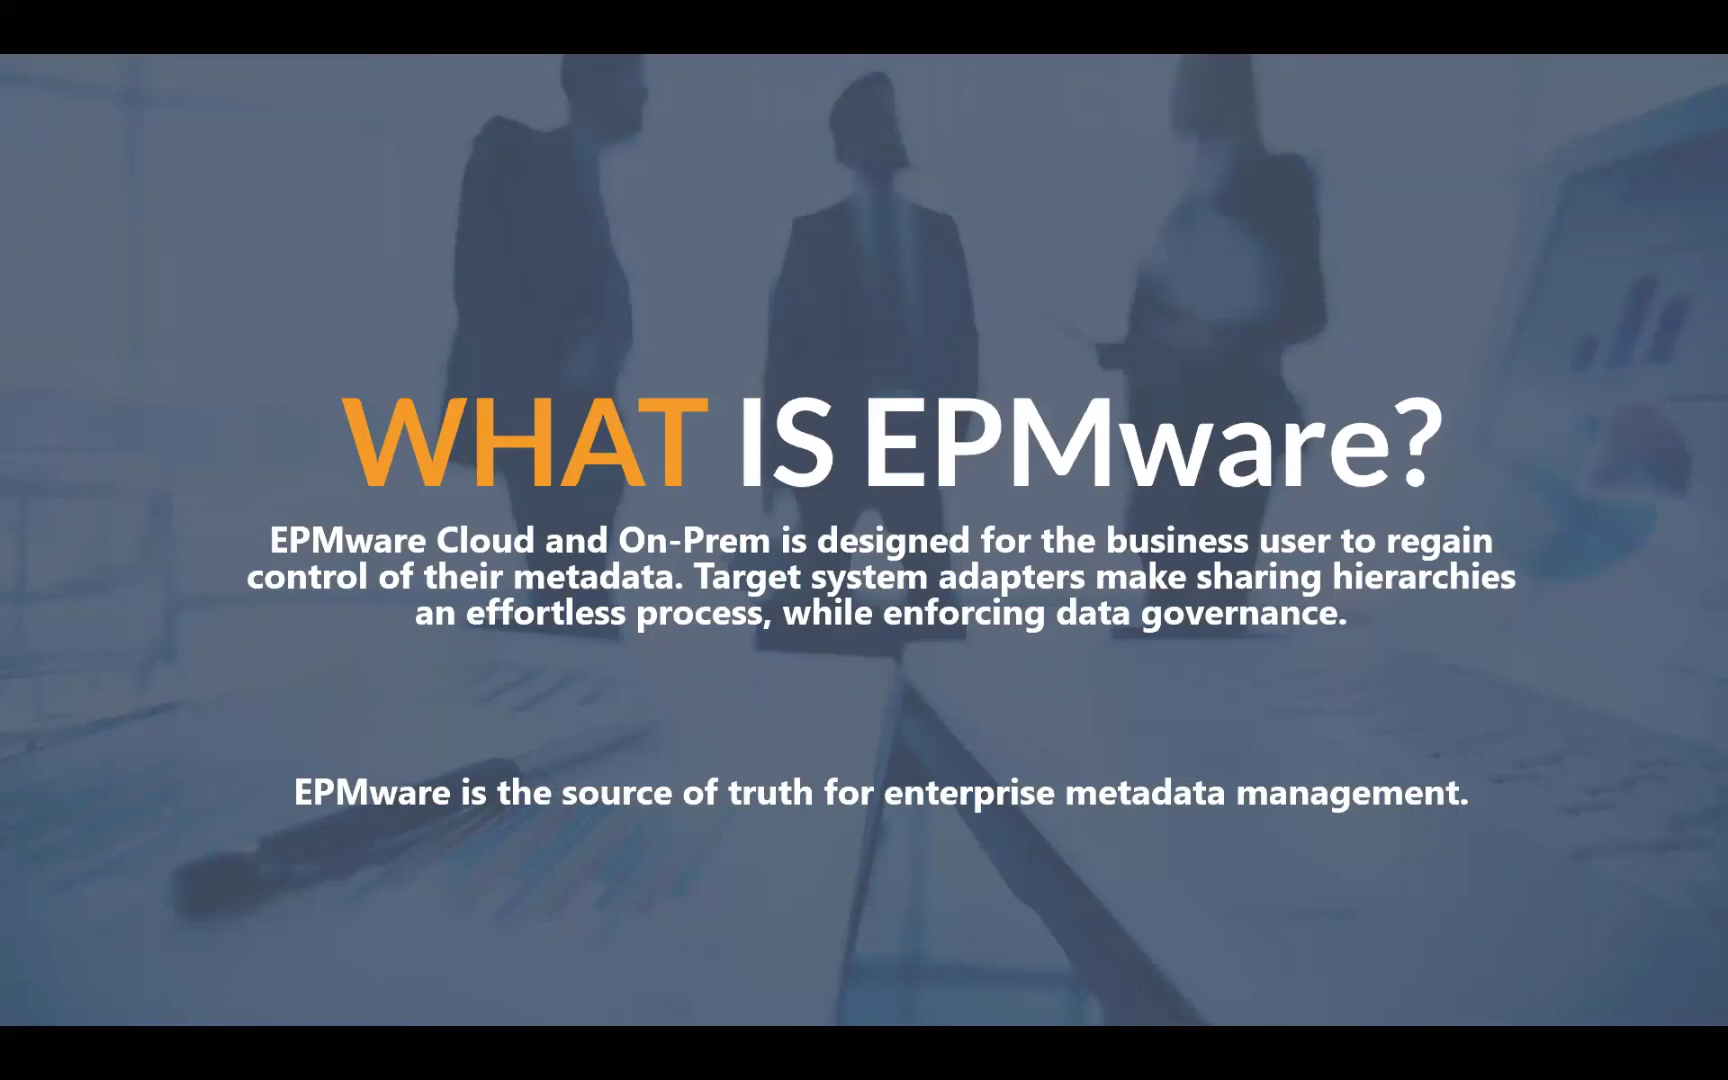 WHAT IS EPMware?
EPMware Cloud and On-Prem is designed for the business user to regain
control of their metadata. Target system adapters make sharing hierarchies
an effortless process, while enforcing data governance.
EPMware is the source of truth for enterprise metadata management.